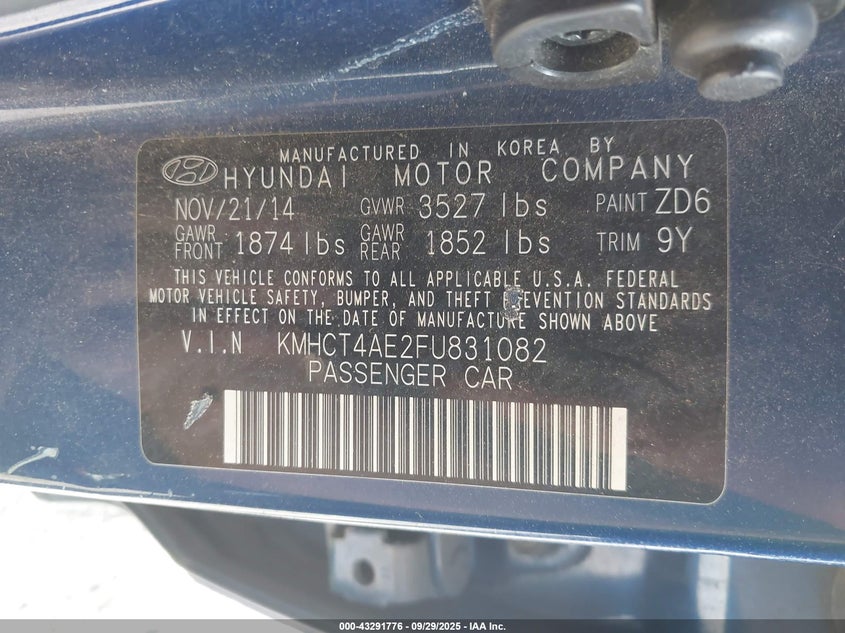 MANUFACTURED IN KOREA BY
HYUNDAI MOTOR COMPANY
NOV/21/14 GVWR 3527 lbs PAINT ZD6
GAWR FRONT 1874 lbs GAWR REAR 1852 lbs TRIM 9Y
THIS VEHICLE CONFORMS TO ALL APPLICABLE U.S.A. FEDERAL
MOTOR VEHICLE SAFETY, BUMPER, AND THEFT EVENTION STANDARDS
IN EFFECT ON THE DATE OF MANUFACTURE SHOWN ABOVE
V.I.N KMHCT4AE2FU831082
PASSENGER CAR
000-43291776 - 09/29/2025 - IAA Inc.